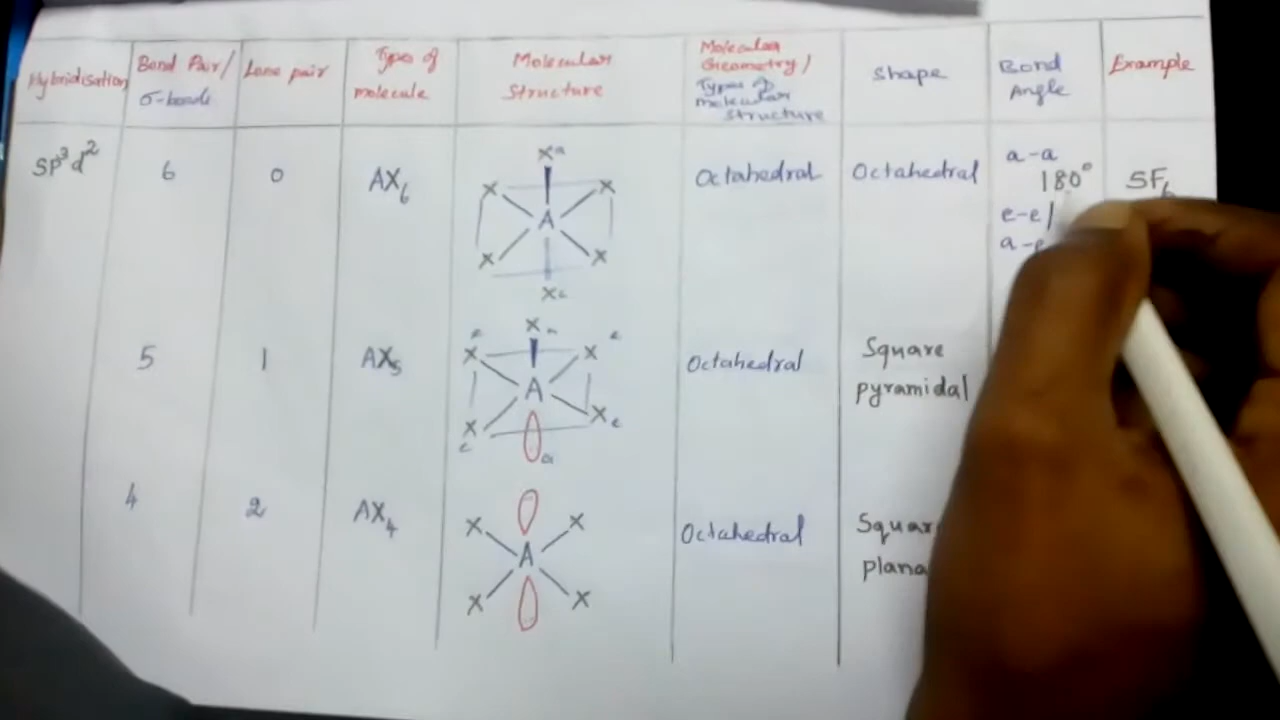 Hybridisation
Bond Pair/
σ-bonds
Lone pair
Types of
molecule
Molecular
Structure
Molecular
Geometry/
Types of
molecular
structure
Shape
Bond
Angle
Example
SP³d²
6
0
AX₆
Xa
X X
A
X X
Octahedral
Octahedral
a-a
180°
e-e/
SF₆
5
1
AX₅
X a
e e
X X
A
X X e
e
a
Octahedral
Square
pyramidal
4
2
AX₄
X X
A
X X
Octahedral